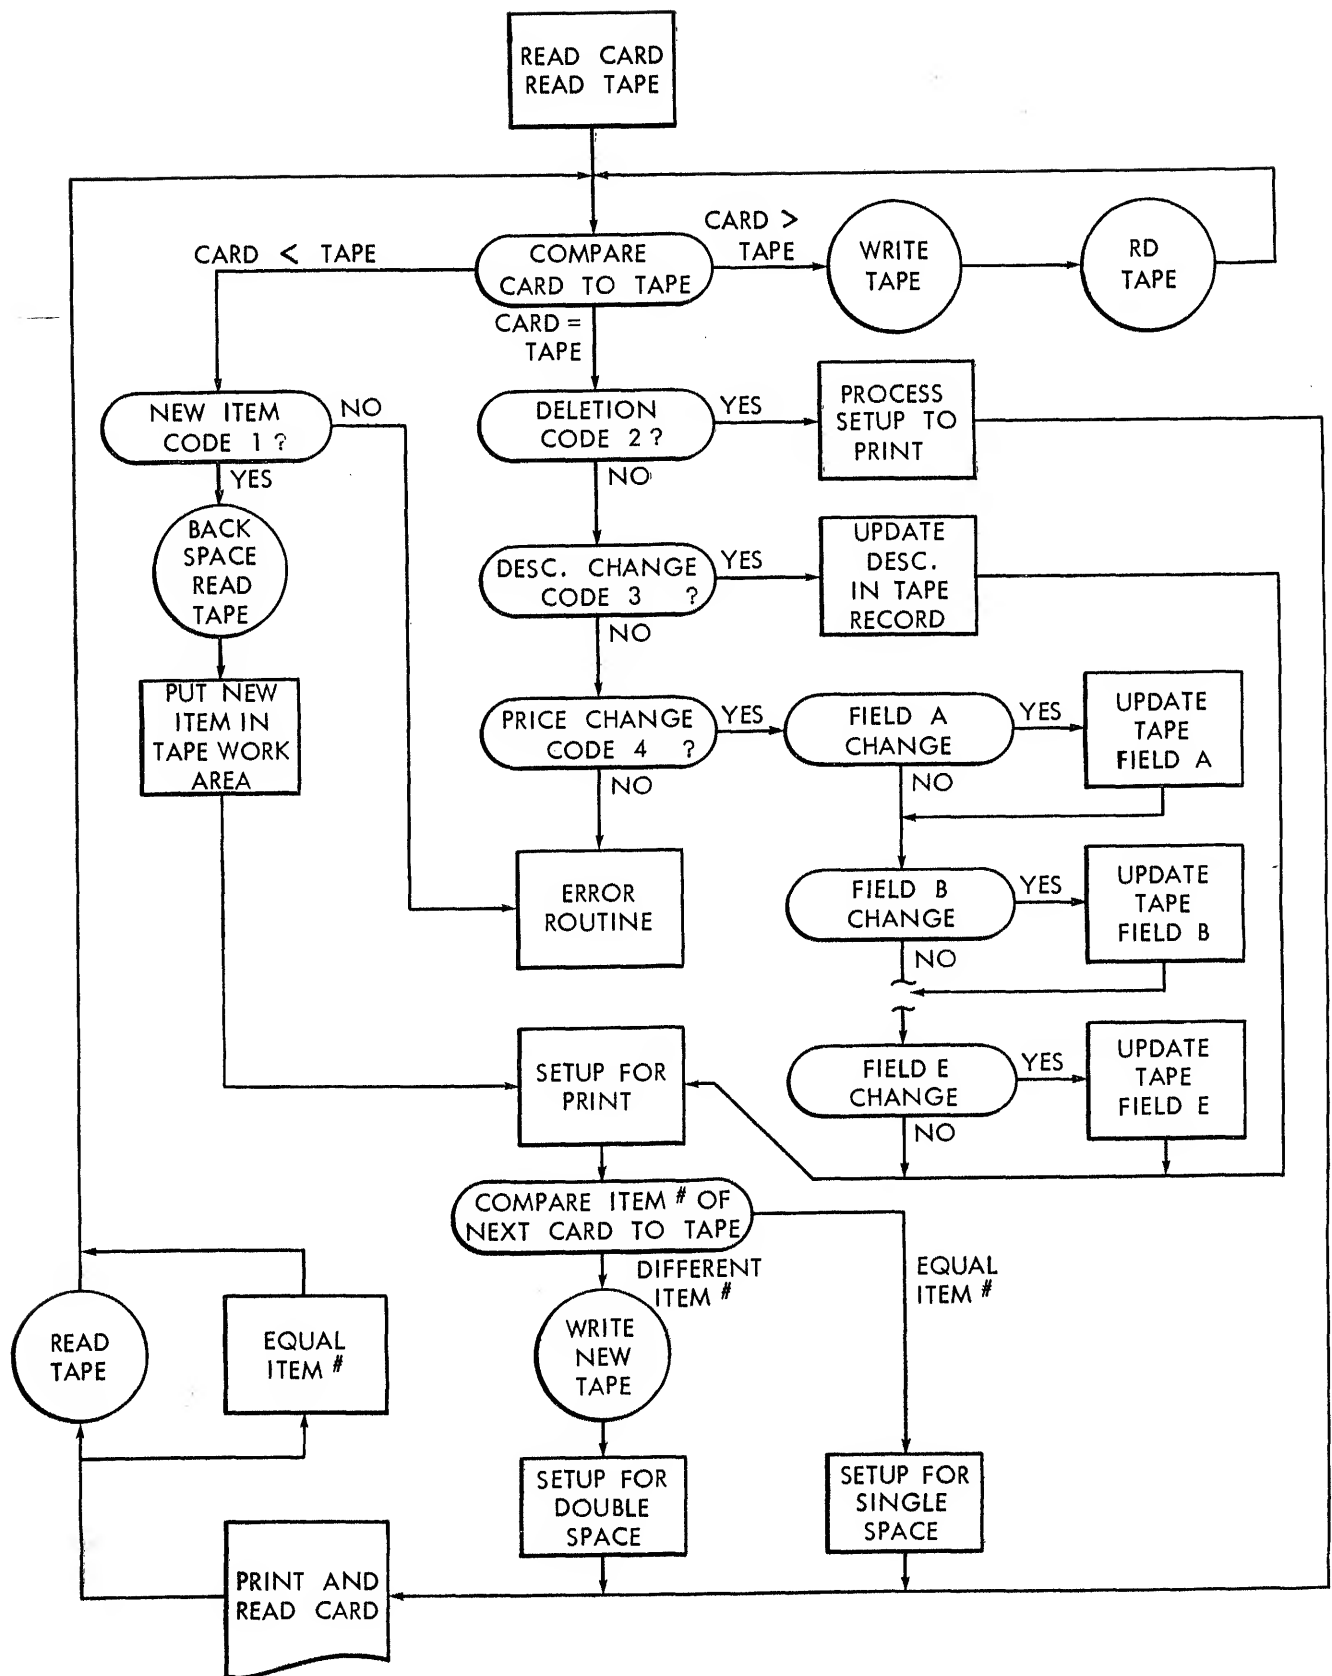 READ CARD
READ TAPE
CARD < TAPE
COMPARE
CARD TO TAPE
CARD >
TAPE
WRITE
TAPE
RD
TAPE
CARD =
TAPE
NEW ITEM
CODE 1 ?
NO
YES
DELETION
CODE 2 ?
YES
NO
PROCESS
SETUP TO
PRINT
BACK
SPACE
READ
TAPE
DESC. CHANGE
CODE 3 ?
YES
NO
UPDATE
DESC.
IN TAPE
RECORD
PUT NEW
ITEM IN
TAPE WORK
AREA
PRICE CHANGE
CODE 4 ?
YES
NO
FIELD A
CHANGE
YES
NO
UPDATE
TAPE
FIELD A
ERROR
ROUTINE
FIELD B
CHANGE
YES
NO
UPDATE
TAPE
FIELD B
SETUP FOR
PRINT
FIELD E
CHANGE
YES
NO
UPDATE
TAPE
FIELD E
COMPARE ITEM # OF
NEXT CARD TO TAPE
DIFFERENT
ITEM #
EQUAL
ITEM #
READ
TAPE
EQUAL
ITEM #
WRITE
NEW
TAPE
SETUP FOR
DOUBLE
SPACE
SETUP FOR
SINGLE
SPACE
PRINT AND
READ CARD